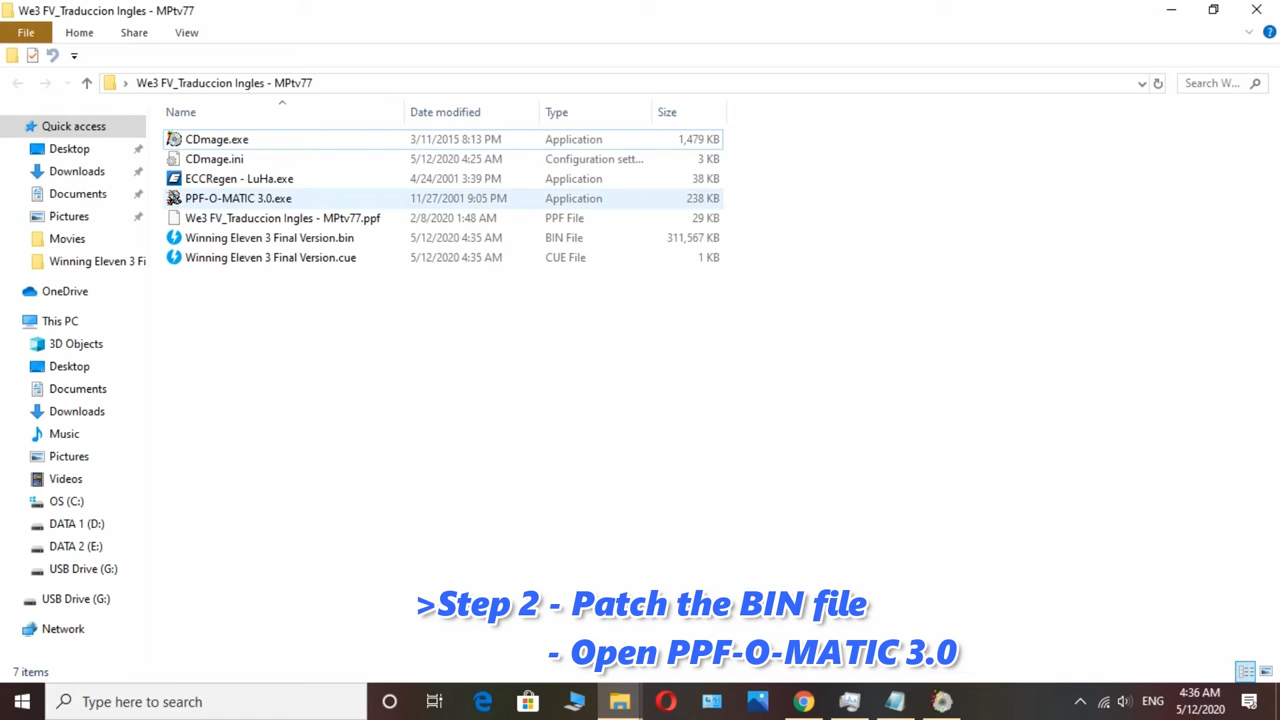 We3 FV_Traduccion Ingles - MPtv77
File Home Share View
We3 FV_Traduccion Ingles - MPtv77 Search W...
Name Date modified Type Size
Quick access
Desktop
Downloads
Documents
Pictures
Movies
Winning Eleven 3 Fi
OneDrive
This PC
3D Objects
Desktop
Documents
Downloads
Music
Pictures
Videos
OS (C:)
DATA 1 (D:)
DATA 2 (E:)
USB Drive (G:)
USB Drive (G:)
Network
CDmage.exe 3/11/2015 8:13 PM Application 1,479 KB
CDmage.ini 5/12/2020 4:25 AM Configuration sett... 3 KB
ECCRegen - LuHa.exe 4/24/2001 3:39 PM Application 38 KB
PPF-O-MATIC 3.0.exe 11/27/2001 9:05 PM Application 238 KB
We3 FV_Traduccion Ingles - MPtv77.ppf 2/8/2020 1:48 AM PPF File 29 KB
Winning Eleven 3 Final Version.bin 5/12/2020 4:35 AM BIN File 311,567 KB
Winning Eleven 3 Final Version.cue 5/12/2020 4:35 AM CUE File 1 KB
>Step 2 - Patch the BIN file
- Open PPF-O-MATIC 3.0
7 items
Type here to search
ENG
4:36 AM
5/12/2020